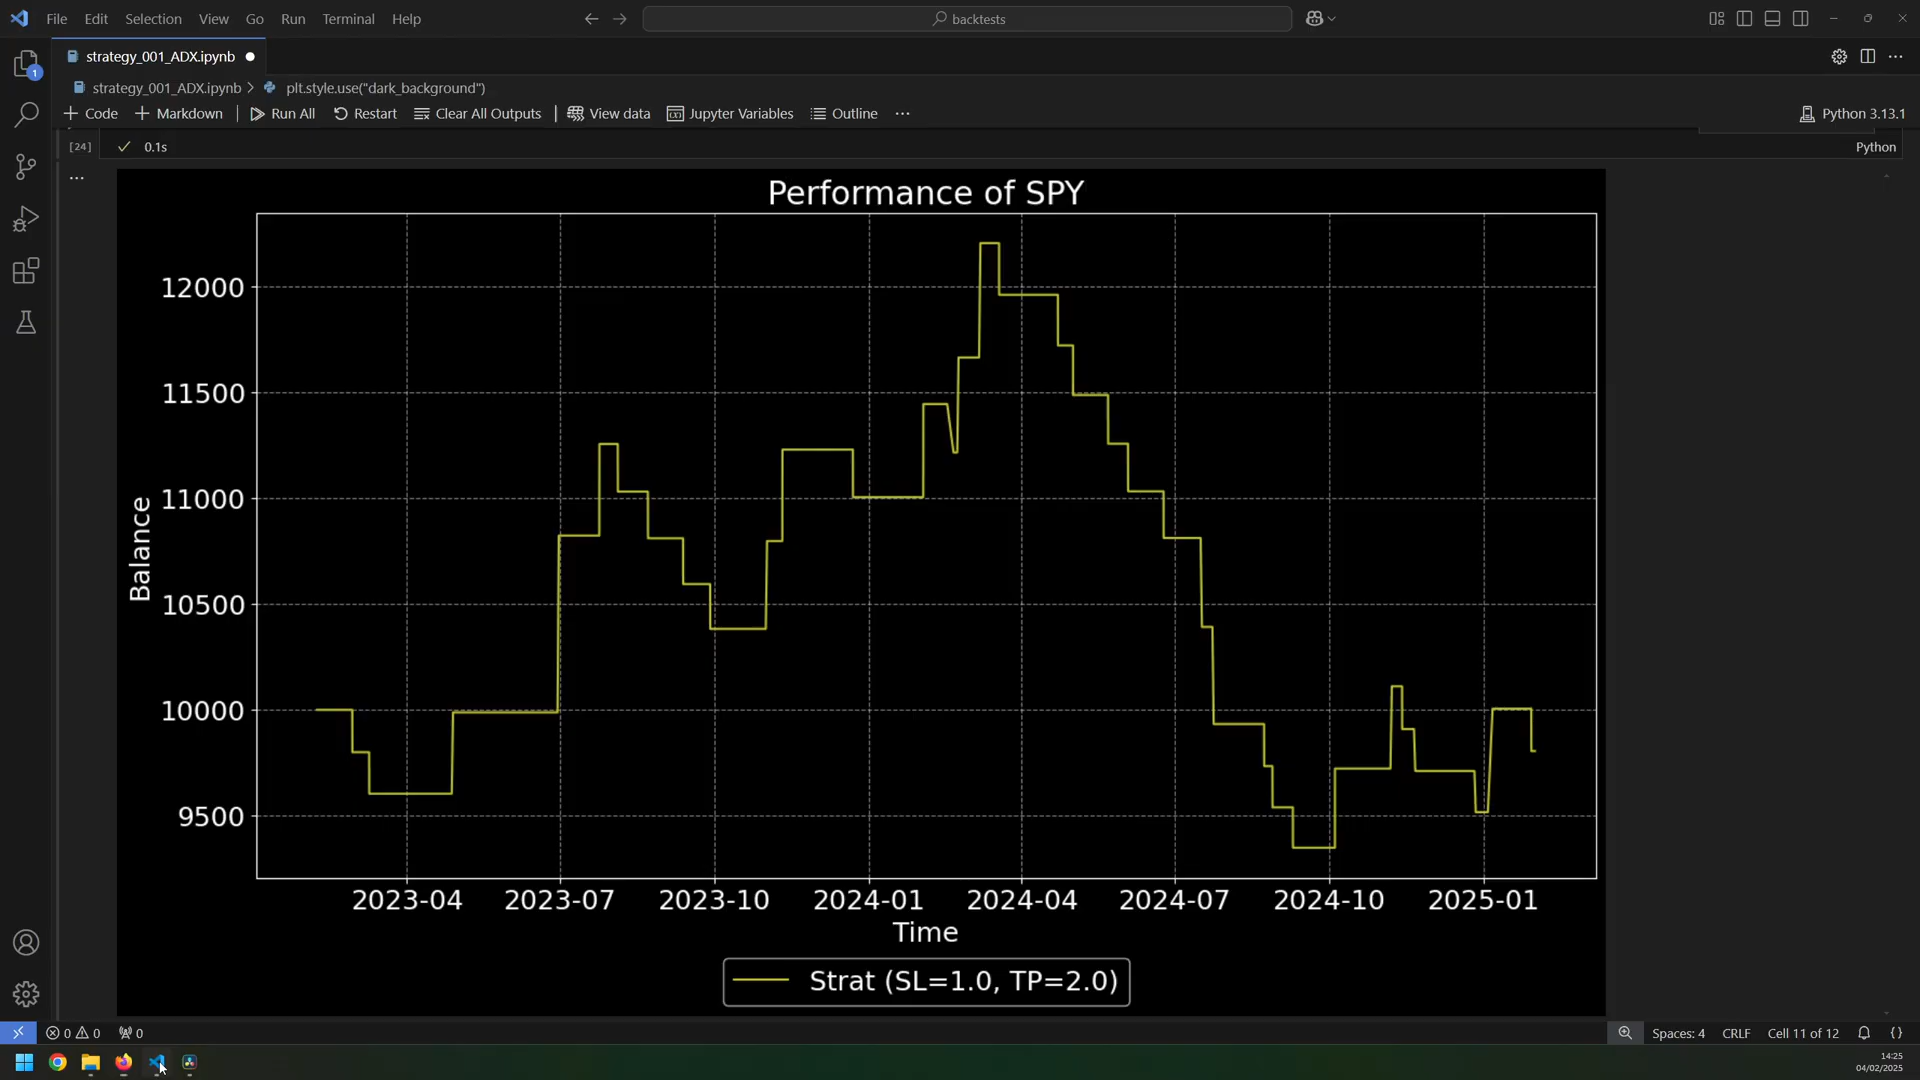 File Edit Selection View Go Run Terminal Help
backtests
strategy_001_ADX.ipynb
strategy_001_ADX.ipynb > plt.style.use("dark_background")
+ Code + Markdown Run All Restart Clear All Outputs View data Jupyter Variables Outline ... Python 3.13.1
[24] ✓ 0.1s Python
...
Performance of SPY
12000
11500
11000
10500
10000
9500
Balance
2023-04 2023-07 2023-10 2024-01 2024-04 2024-07 2024-10 2025-01
Time
Strat (SL=1.0, TP=2.0)
0 0 0 Spaces: 4 CRLF Cell 11 of 12 {}
1
14:25
04/02/2025